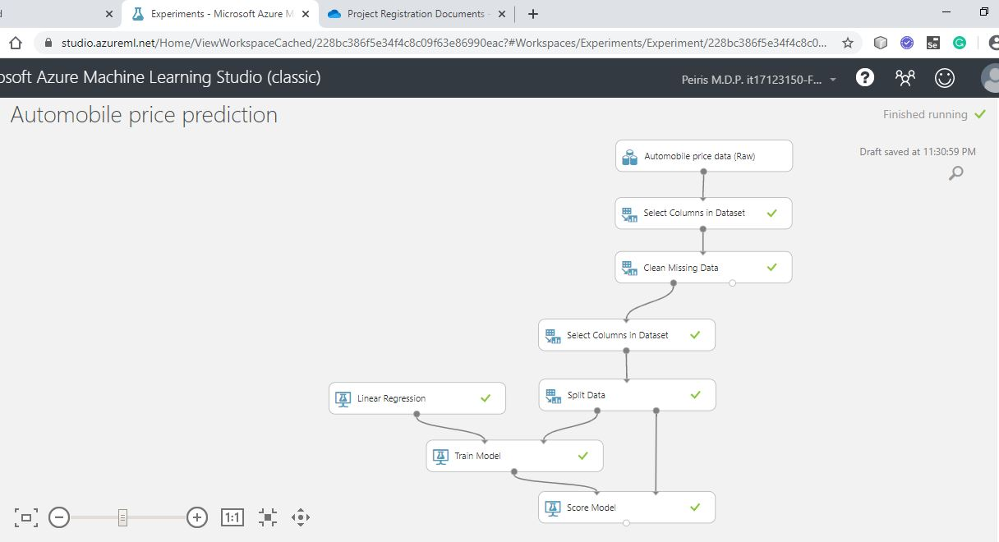 Experiments - Microsoft Azure M
Project Registration Documents -
studio.azureml.net/Home/ViewWorkspaceCached/228bc386f5e34f4c8c09f63e86990eac?#Workspaces/Experiments/Experiment/228bc386f5e34f4c8c0...
Se
osoft Azure Machine Learning Studio (classic)
Peiris M.D.P. it17123150-F...
Automobile price prediction
Finished running
Draft saved at 11:30:59 PM
Automobile price data (Raw)
Select Columns in Dataset
Clean Missing Data
Select Columns in Dataset
Linear Regression
Split Data
Train Model
Score Model
1:1